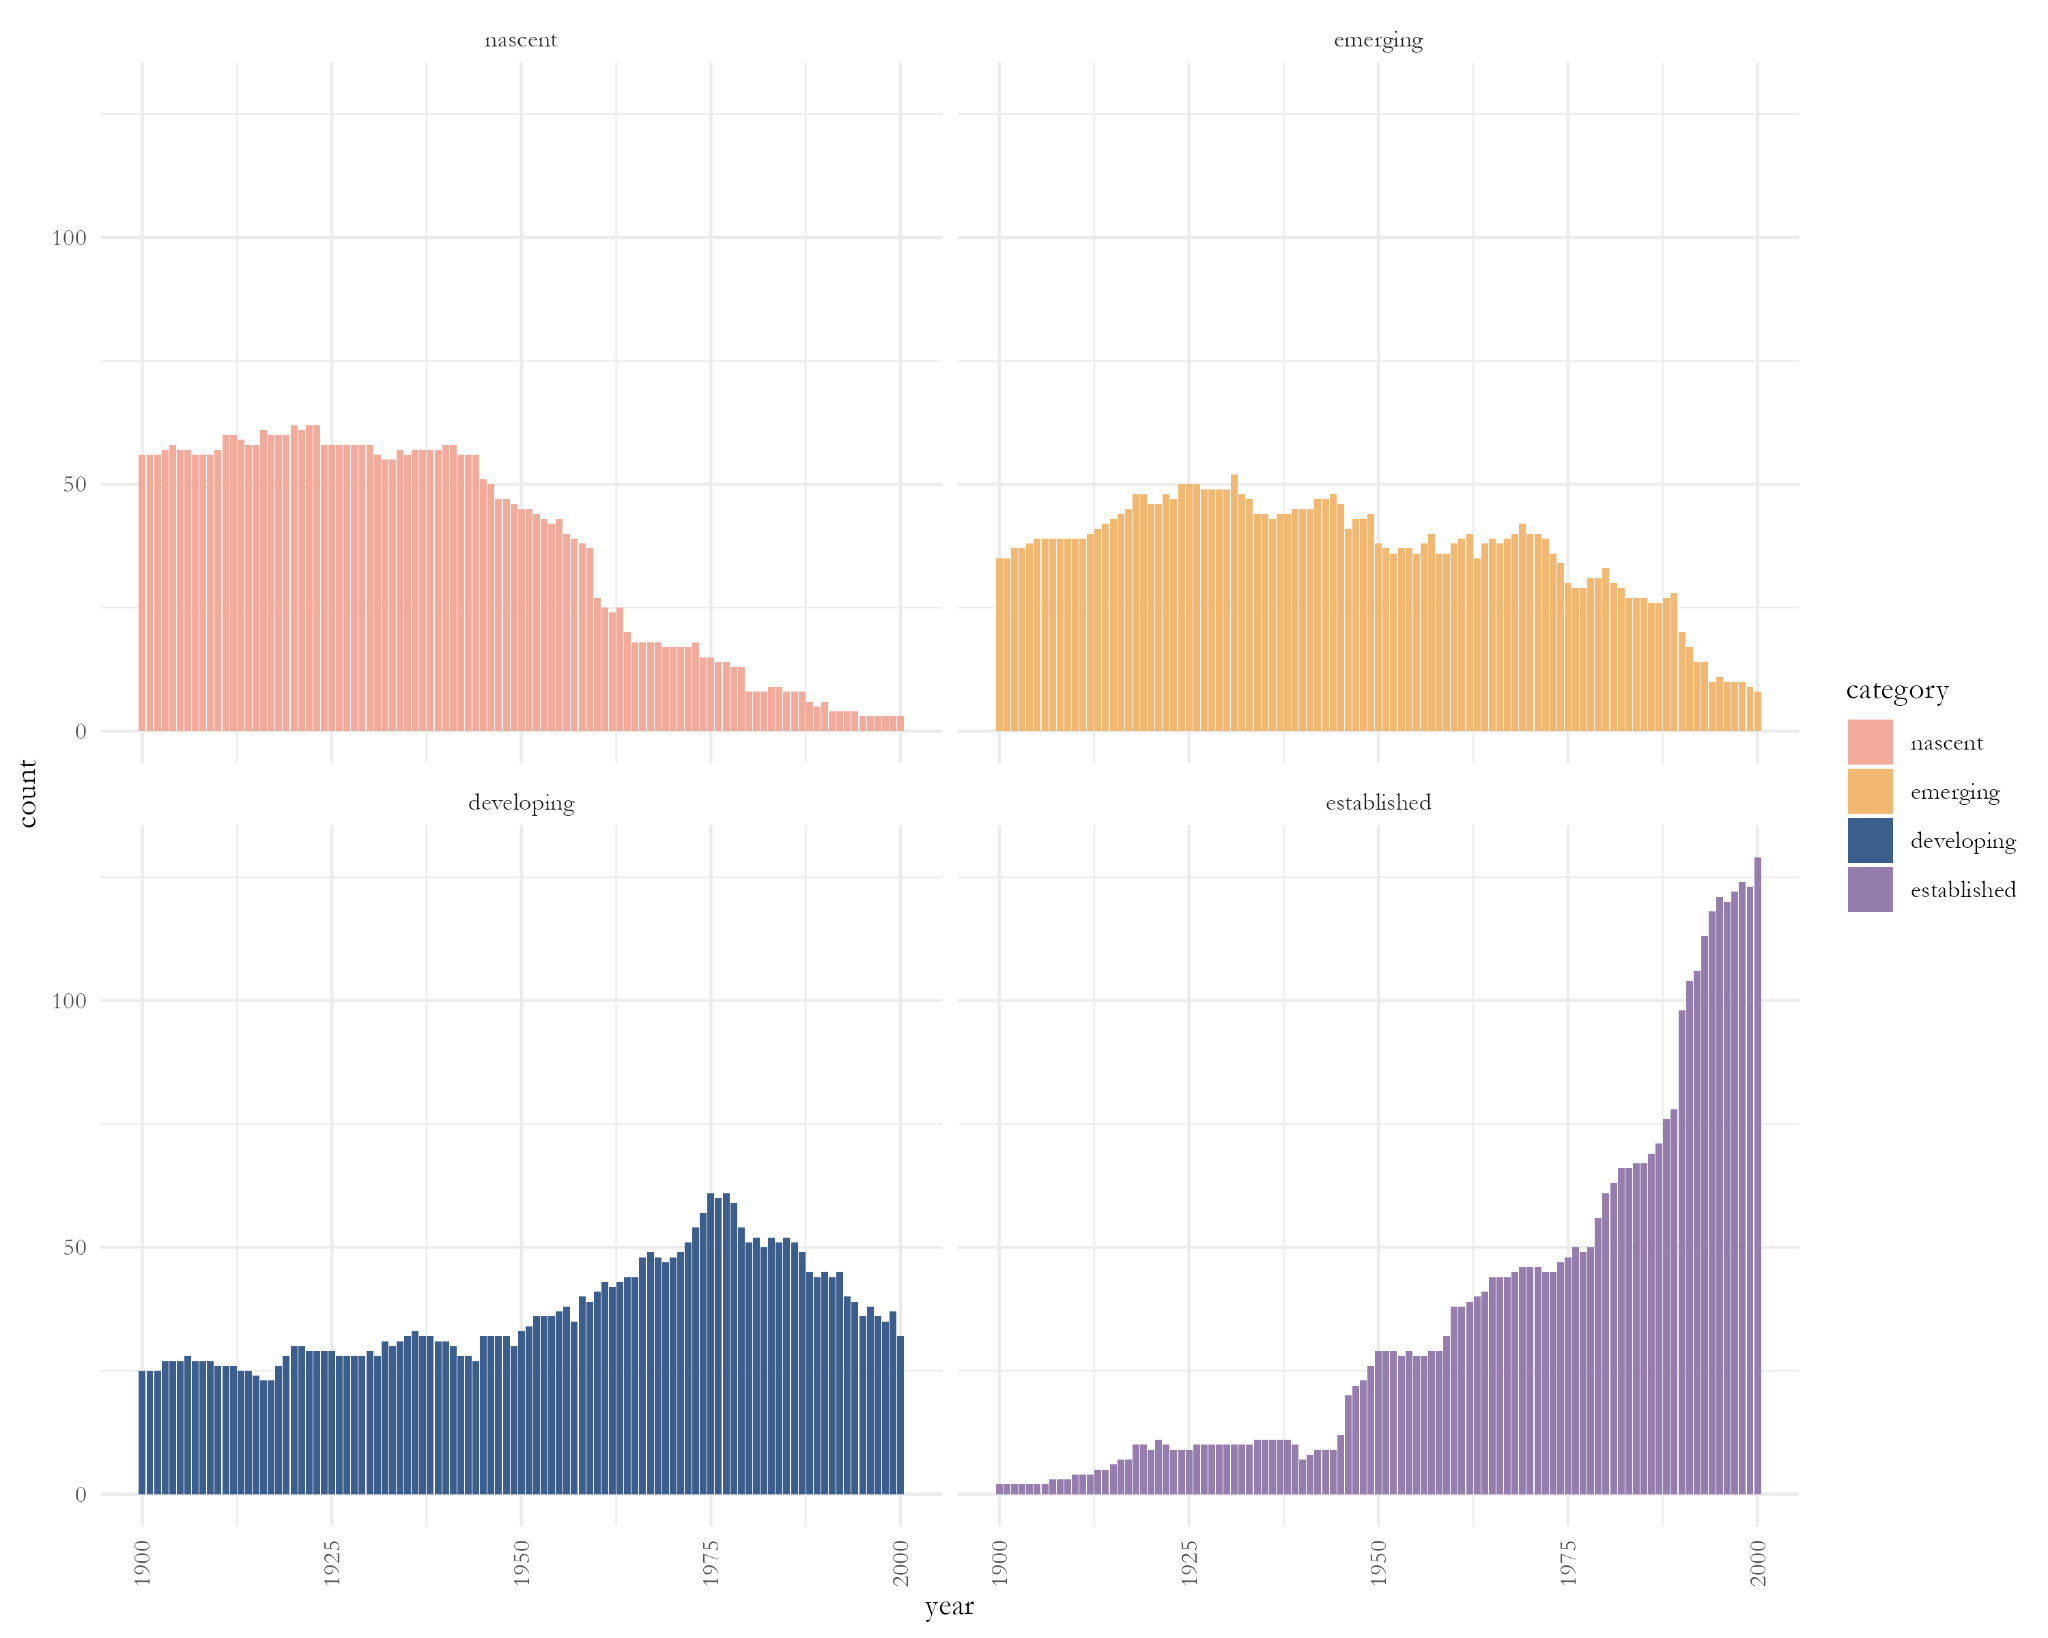 nascent
emerging
100
50
0
count
developing
established
100
50
0
1900
1925
1950
1975
2000
1900
1925
1950
1975
2000
year
category
nascent
emerging
developing
established